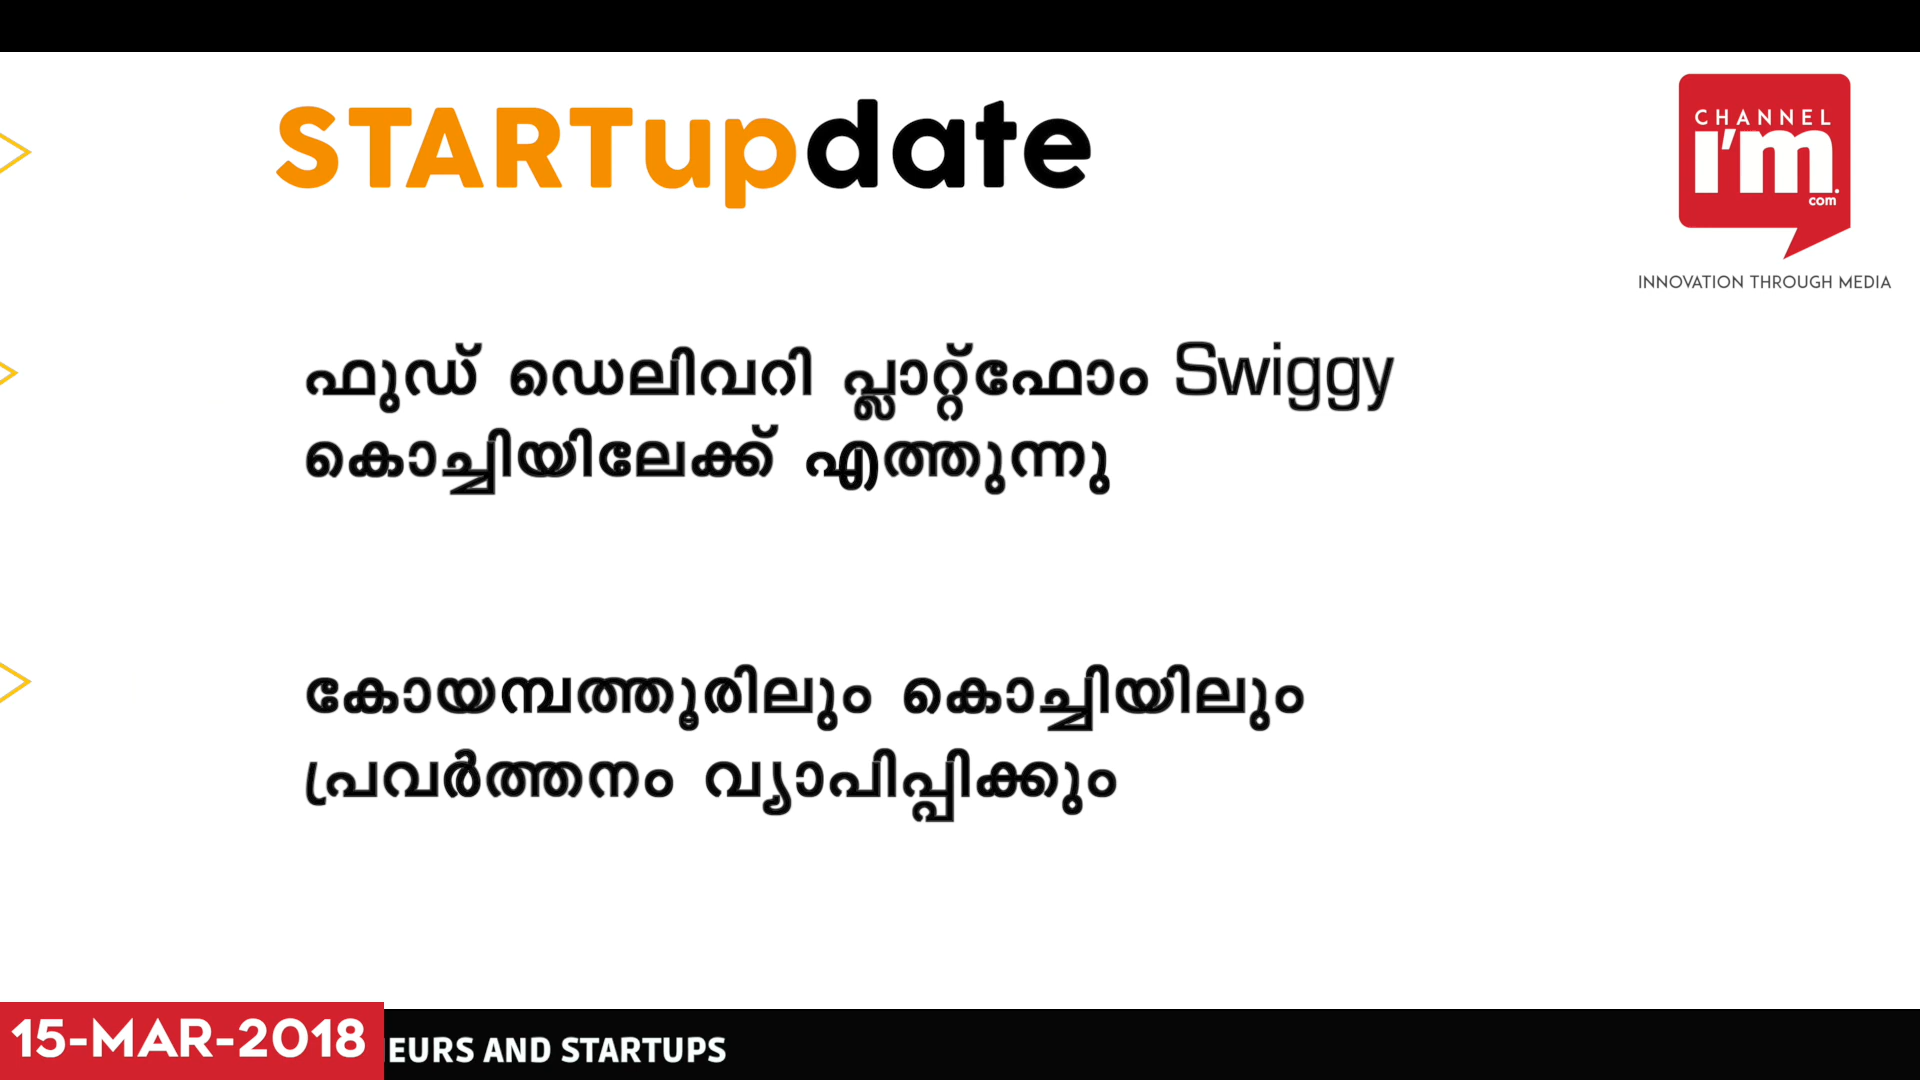 STARTupdate
CHANNEL
I'm
.com
INNOVATION THROUGH MEDIA
ഫുഡ് ഡെലിവറി പ്ലാറ്റ്ഫോം Swiggy
കൊച്ചിയിലേക്ക് എത്തുന്നു
കോയമ്പത്തൂരിലും കൊച്ചിയിലും
പ്രവർത്തനം വ്യാപിപ്പിക്കും
15-MAR-2018
EURS AND STARTUPS